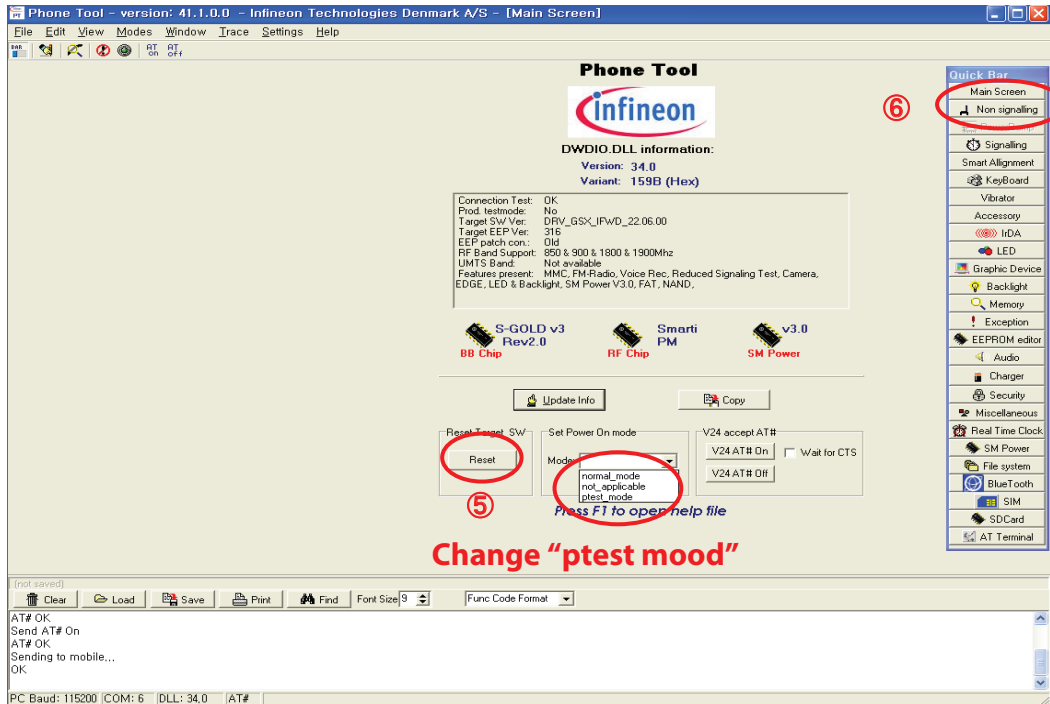 Phone Tool - version: 41.1.0.0 - Infineon Technologies Denmark A/S - [Main Screen]
File Edit View Modes Window Trace Settings Help
BAR AT on AT off
Phone Tool
infineon
DWDIO.DLL information:
Version: 34.0
Variant: 159B (Hex)
Connection Test: OK
Prod. testmode: No
Target SW Ver: DRV_GSX_IFWD_22.06.00
Target EEP Ver: 316
EEP patch con.: Old
RF Band Support: 850 & 900 & 1800 & 1900Mhz
UMTS Band: Not available
Features present: MMC, FM-Radio, Voice Rec, Reduced Signaling Test, Camera,
EDGE, LED & Backlight, SM Power V3.0, FAT, NAND,
S-GOLD v3
Rev2.0
BB Chip
Smarti
PM
RF Chip
v3.0
SM Power
Update Info
Copy
Reset Target SW
Reset
⑤
Set Power On mode
Mode:
normal_mode
not_applicable
ptest_mode
V24 accept AT#
V24 AT# On
Wait for CTS
V24 AT# Off
Press F1 to open help file
Change “ptest mood”
⑥
Quick Bar
Main Screen
Non signalling
Signalling
Smart Allignment
KeyBoard
Vibrator
Accessory
IrDA
LED
Graphic Device
Backlight
Memory
Exception
EEPROM editor
Audio
Charger
Security
Miscellaneous
Real Time Clock
SM Power
File system
BlueTooth
SIM
SDCard
AT Terminal
(not saved)
Clear Load Save Print Find Font Size 9 Func Code Format
AT# OK
Send AT# On
AT# OK
Sending to mobile...
OK
PC Baud: 115200 COM: 6 DLL: 34.0 AT#